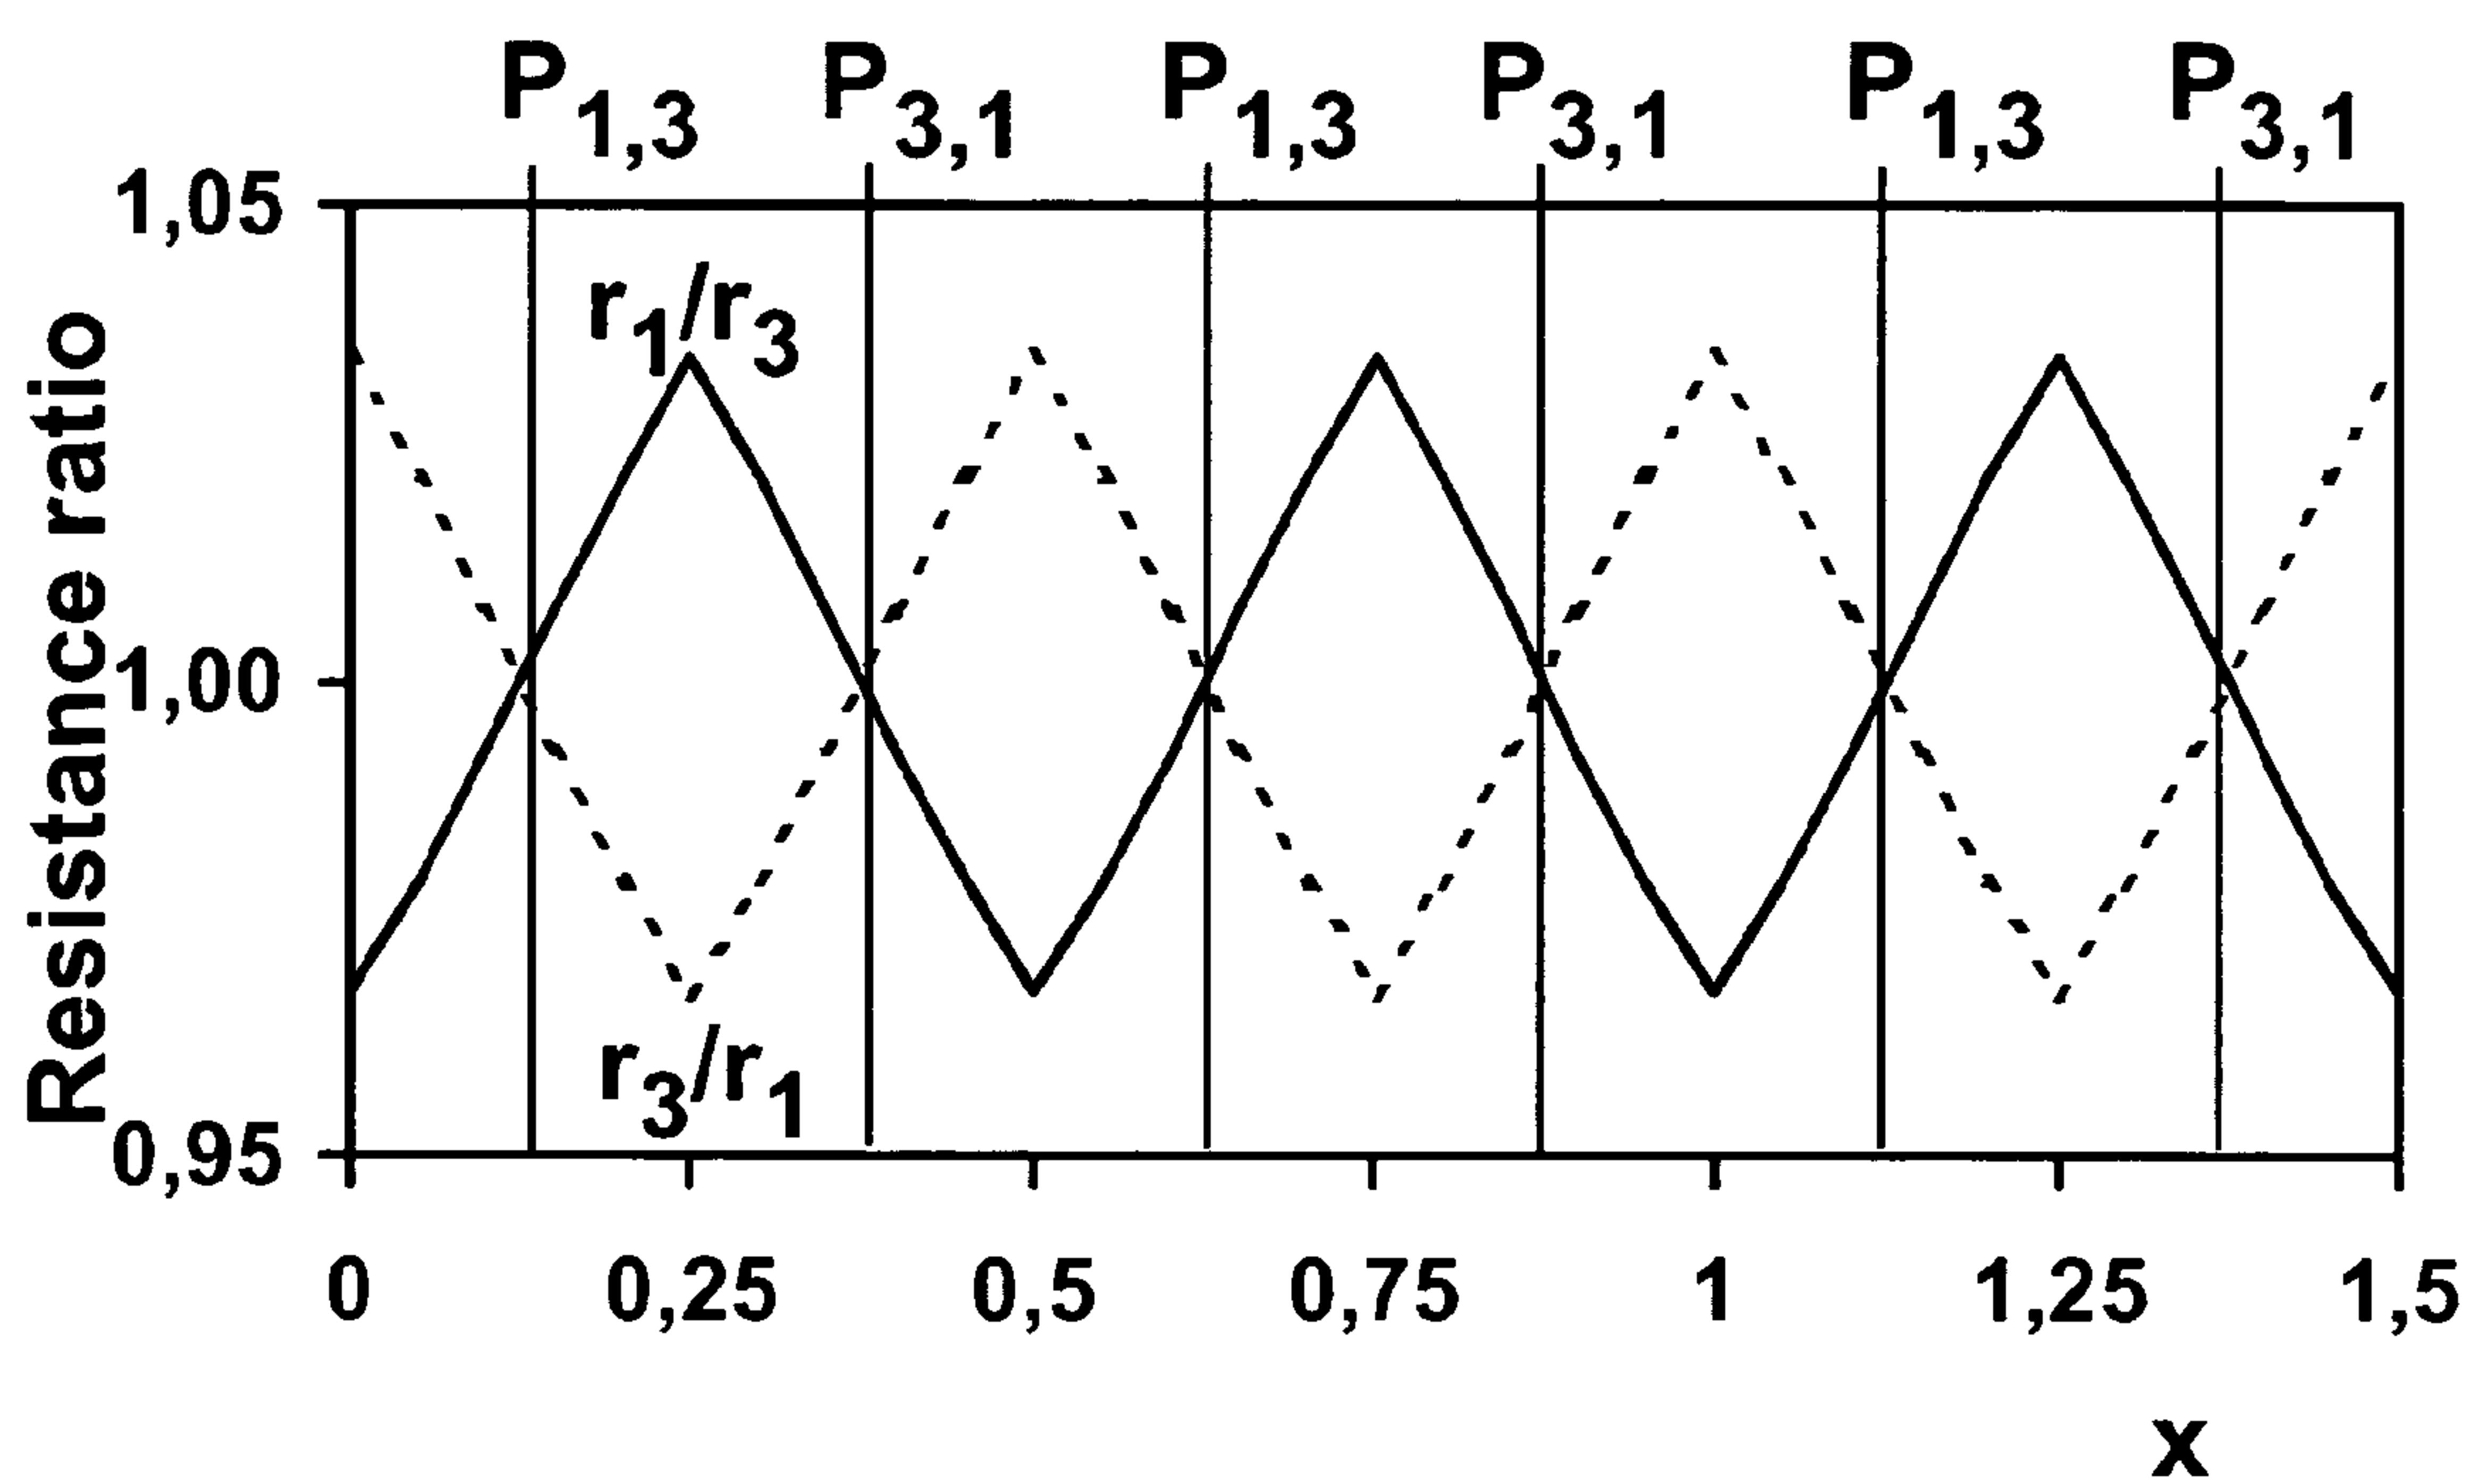 P1,3 P3,1 P1,3 P3,1 P1,3 P3,1
1,05
r1/r3
Resistance ratio
1,00
r3/r1
0,95
0 0,25 0,5 0,75 1 1,25 1,5
x